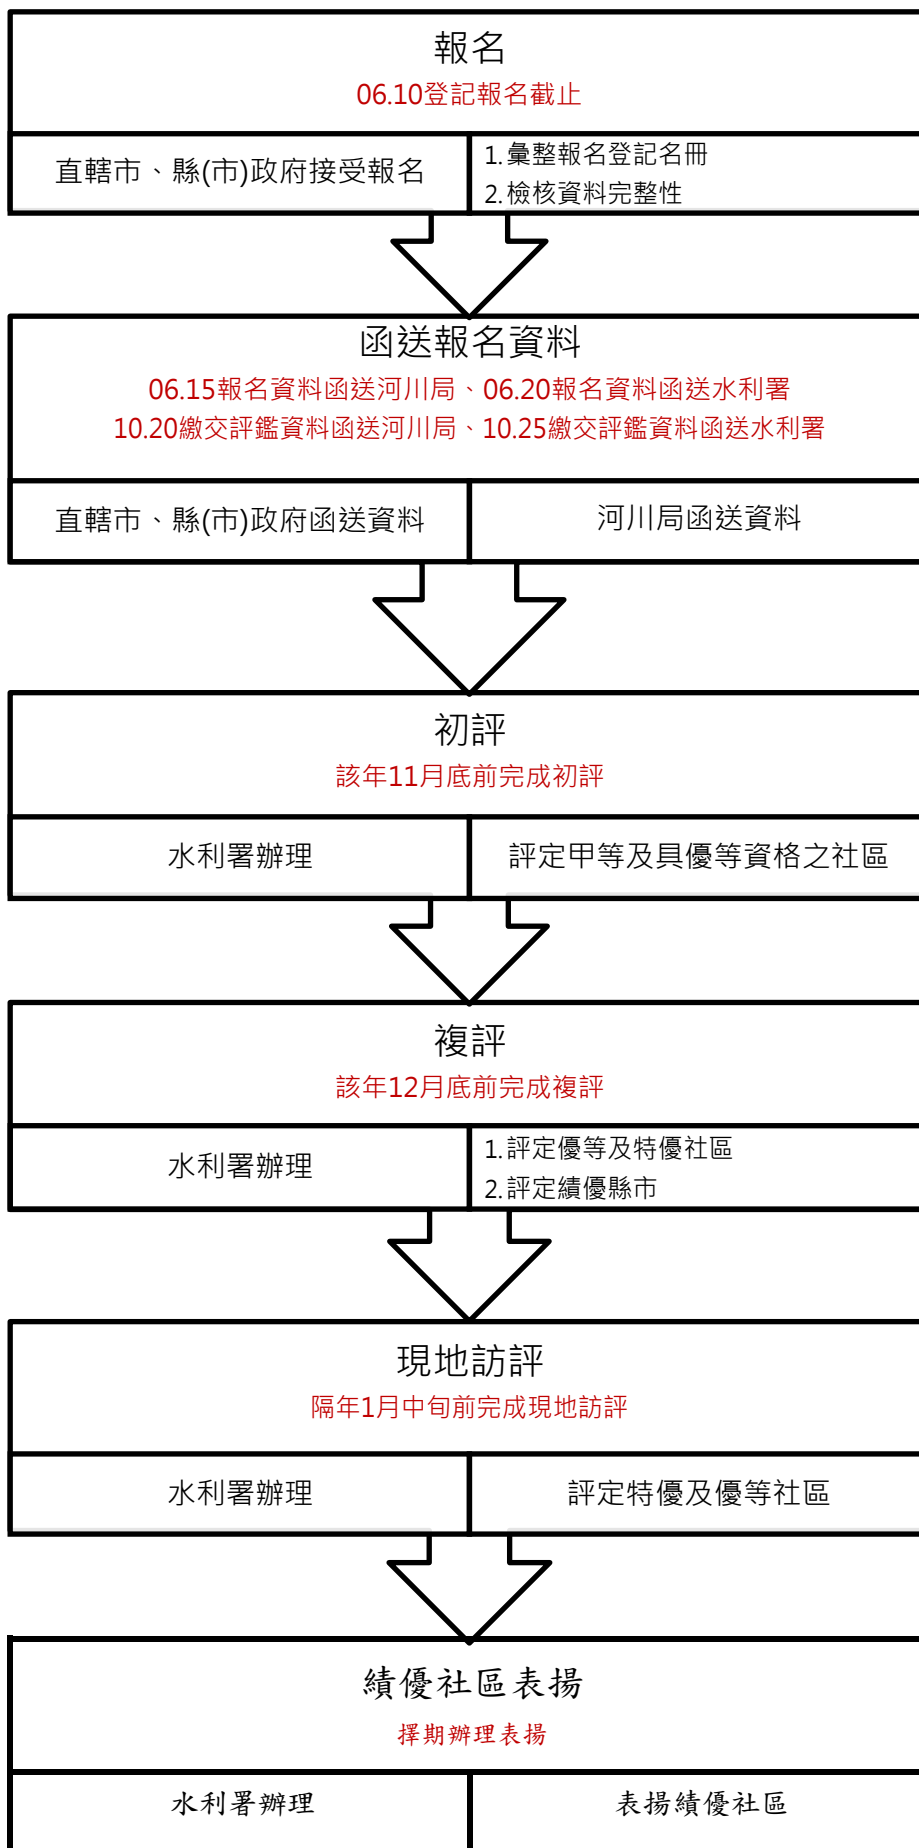 報名
06.10登記報名截止
直轄市、縣(市)政府接受報名
1.彙整報名登記名冊
2.檢核資料完整性
函送報名資料
06.15報名資料函送河川局、06.20報名資料函送水利署
10.20繳交評鑑資料函送河川局、10.25繳交評鑑資料函送水利署
直轄市、縣(市)政府函送資料
河川局函送資料
初評
該年11月底前完成初評
水利署辦理
評定甲等及具優等資格之社區
複評
該年12月底前完成複評
水利署辦理
1.評定優等及特優社區
2.評定績優縣市
現地訪評
隔年1月中旬前完成現地訪評
水利署辦理
評定特優及優等社區
績優社區表揚
擇期辦理表揚
水利署辦理
表揚績優社區